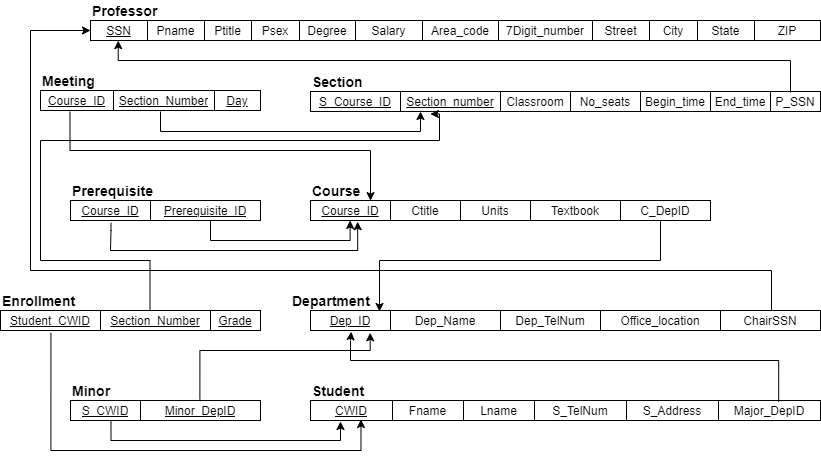 Professor
SSN Pname Ptitle Psex Degree Salary Area_code 7Digit_number Street City State ZIP
Meeting Section
Course_ID Section_Number Day S_Course_ID Section_number Classroom No_seats Begin_time End_time P_SSN
Prerequisite Course
Course_ID Prerequisite_ID Course_ID Ctitle Units Textbook C_DepID
Enrollment Department
Student_CWID Section_Number Grade Dep_ID Dep_Name Dep_TelNum Office_location ChairSSN
Minor Student
S_CWID Minor_DepID CWID Fname Lname S_TelNum S_Address Major_DepID